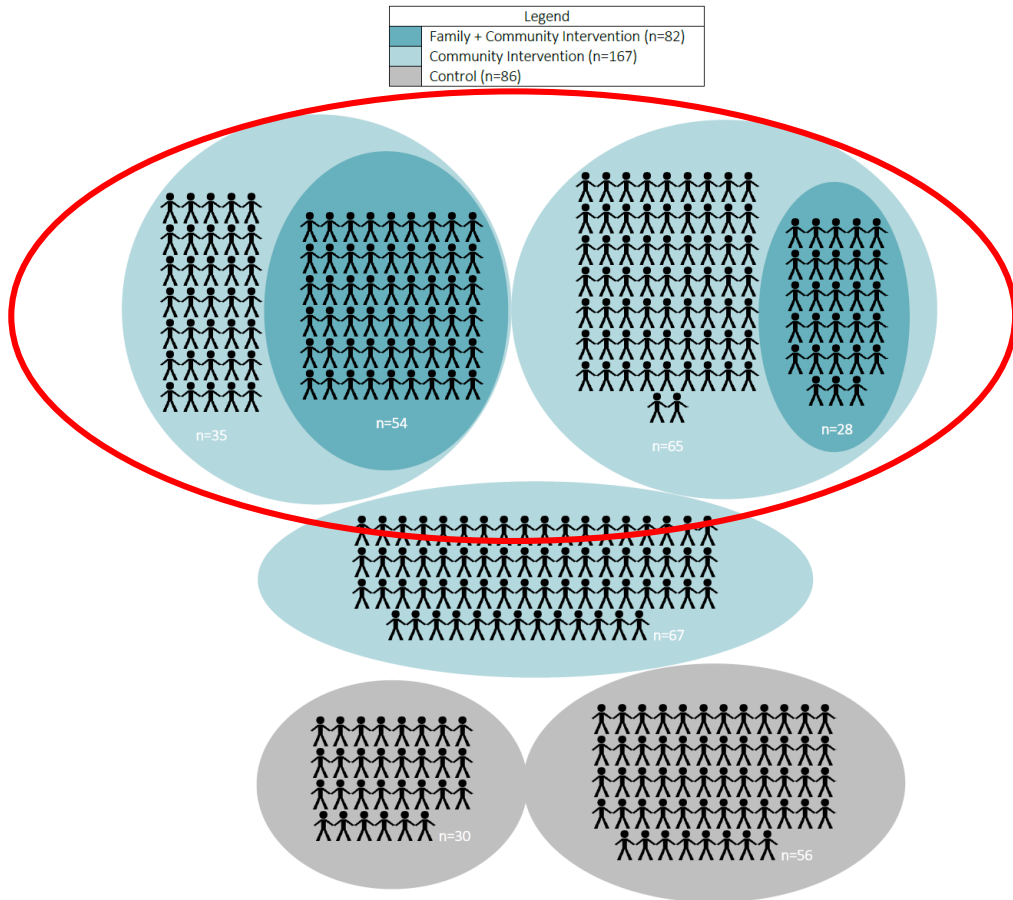 Legend
Family + Community Intervention (n=82)
Community Intervention (n=167)
Control (n=86)
n=35
n=54
n=65
n=28
n=67
n=30
n=56